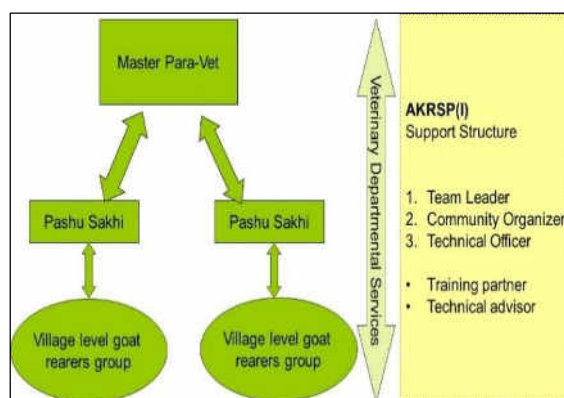 Master Para-Vet
Pashu Sakhi
Pashu Sakhi
Village level goat
rearers group
Village level goat
rearers group
Veterinary Departmental Services
AKRSP(I)
Support Structure
1. Team Leader
2. Community Organizer
3. Technical Officer
• Training partner
• Technical advisor